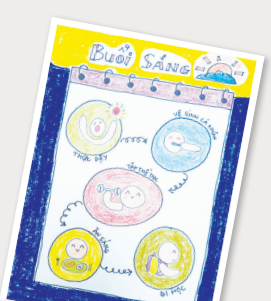 BUỔI SÁNG
THỨC DẬY
VỆ SINH CÁ NHÂN
TẬP THỂ DỤC
ĂN SÁNG
ĐI HỌC